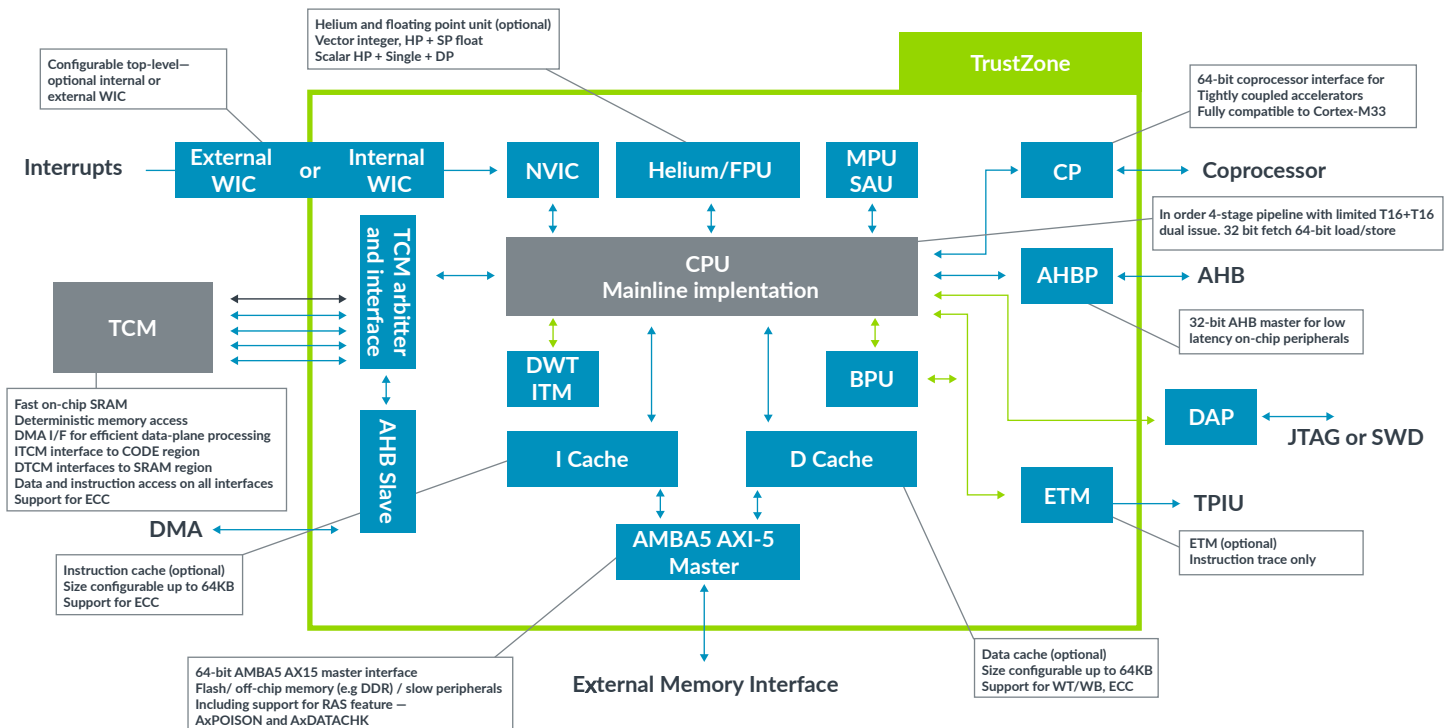 Helium and floating point unit (optional)
Vector integer, HP + SP float
Scalar HP + Single + DP
TrustZone
Configurable top-level—
optional internal or
external WIC
64-bit coprocessor interface for
Tightly coupled accelerators
Fully compatible to Cortex-M33
Interrupts
External
WIC
or
Internal
WIC
NVIC
Helium/FPU
MPU
SAU
CP
Coprocessor
In order 4-stage pipeline with limited T16+T16
dual issue. 32 bit fetch 64-bit load/store
TCM arbitter
and interface
CPU
Mainline implentation
AHBP
AHB
TCM
32-bit AHB master for low
latency on-chip peripherals
DWT
ITM
BPU
Fast on-chip SRAM
Deterministic memory access
DMA I/F for efficient data-plane processing
ITCM interface to CODE region
DTCM interfaces to SRAM region
Data and instruction access on all interfaces
Support for ECC
AHB Slave
I Cache
D Cache
DAP
JTAG or SWD
ETM
TPIU
DMA
AMBA5 AXI-5
Master
ETM (optional)
Instruction trace only
Instruction cache (optional)
Size configurable up to 64KB
Support for ECC
64-bit AMBA5 AX15 master interface
Flash/ off-chip memory (e.g DDR) / slow peripherals
Including support for RAS feature —
AxPOISON and AxDATACHK
External Memory Interface
Data cache (optional)
Size configurable up to 64KB
Support for WT/WB, ECC